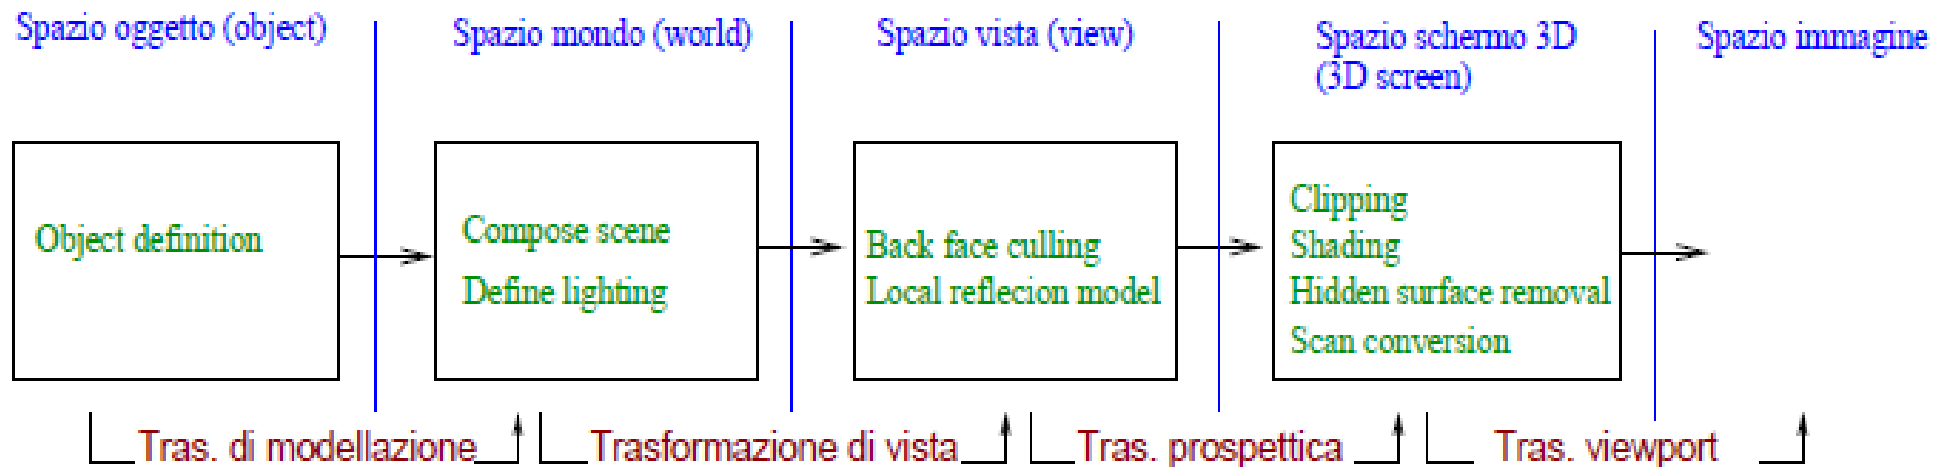 Spazio oggetto (object)
Spazio mondo (world)
Spazio vista (view)
Spazio schermo 3D
(3D screen)
Spazio immagine
Object definition
Compose scene
Define lighting
Back face culling
Local reflecion model
Clipping
Shading
Hidden surface removal
Scan conversion
Tras. di modellazione
Trasformazione di vista
Tras. prospettica
Tras. viewport